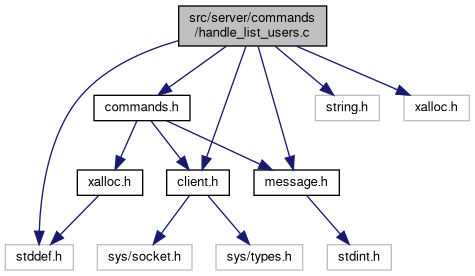 src/server/commands
/handle_list_users.c
commands.h
string.h
xalloc.h
xalloc.h
client.h
message.h
stddef.h
sys/socket.h
sys/types.h
stdint.h